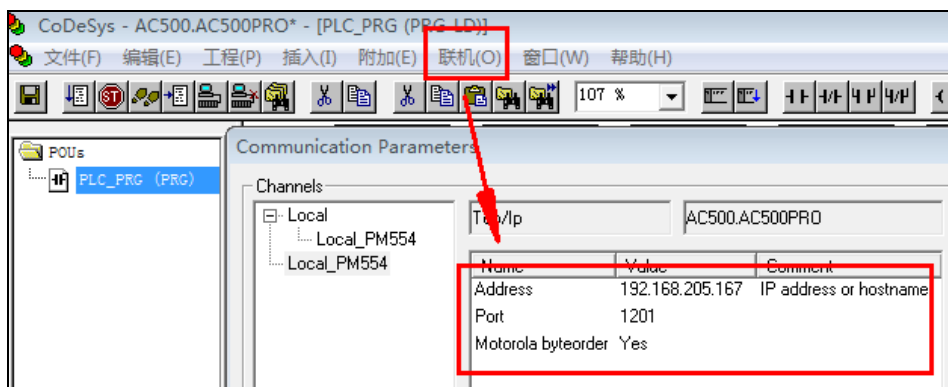 CoDeSys - AC500.AC500PRO* - [PLC_PRG (PRG-LD)]
文件(F) 编辑(E) 工程(P) 插入(I) 附加(E) 联机(O) 窗口(W) 帮助(H)
107 %
POUs
PLC_PRG (PRG)
Communication Parameters
Channels
Local
Local_PM554
Local_PM554
Tcp/Ip AC500.AC500PRO
Name Value Comment
Address 192.168.205.167 IP address or hostname
Port 1201
Motorola byteorder Yes